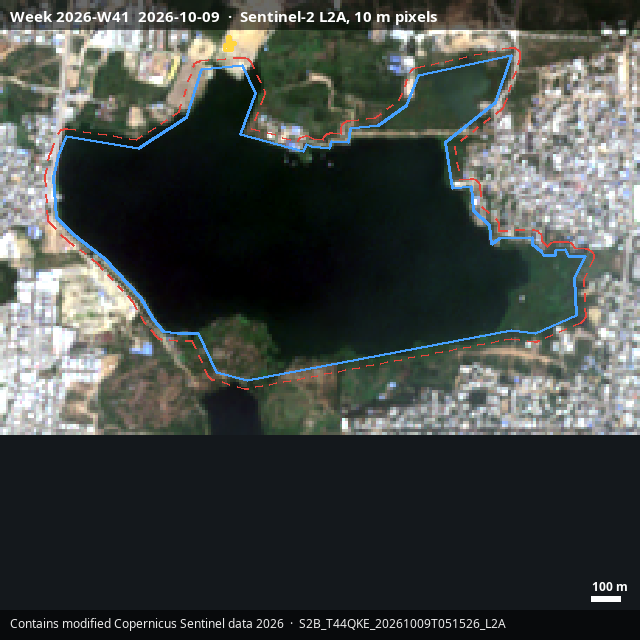 Week 2026-W41 2026-10-09 · Sentinel-2 L2A, 10 m pixels
100 m
Contains modified Copernicus Sentinel data 2026 · S2B_T44QKE_20261009T051526_L2A